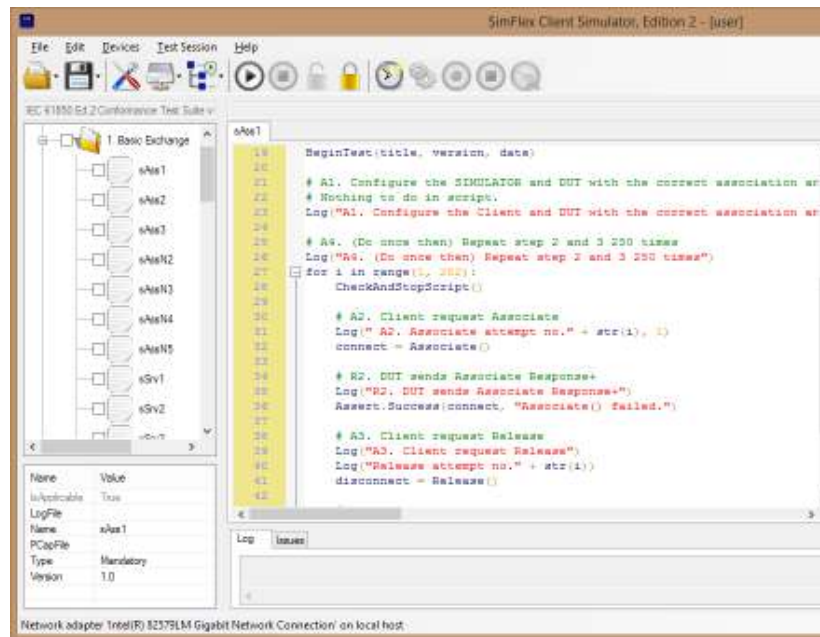 SimFlex Client Simulator, Edition 2 - [user]
File Edit Devices Test Session Help
IEC 61850 Ed.2 Conformance Test Suite v
1 Basic Exchange
sAss1
sAss2
sAss3
sAssN2
sAssN3
sAssN4
sAssN5
sSrv1
sSrv2
Name Value
IsApplicable True
LogFile
Name sAss1
PCapFile
Type Mandatory
Version 1.0
sAss1
19 BeginTest(title, version, date)
20
21 # A1. Configure the SIMULATOR and DUT with the correct association
22 # Nothing to do in script.
23 Log("A1. Configure the Client and DUT with the correct association
24
25 # A4. (Do once then) Repeat step 2 and 3 250 times
26 Log("A4. (Do once then) Repeat step 2 and 3 250 times")
27 for i in range(1, 252):
28 CheckAndStopScript()
29
30 # A2. Client request Associate
31 Log(" A2. Associate attempt no." + str(i), 1)
32 connect = Associate()
33
34 # R2. DUT sends Associate Response+
35 Log("R2. DUT sends Associate Response+")
36 Assert.Success(connect, "Associate() failed.")
37
38 # A3. Client request Release
39 Log("A3. Client request Release")
40 Log("Release attempt no." + str(i))
41 disconnect = Release()
42
Log Issues
Network adapter 'Intel(R) 82579LM Gigabit Network Connection' on local host